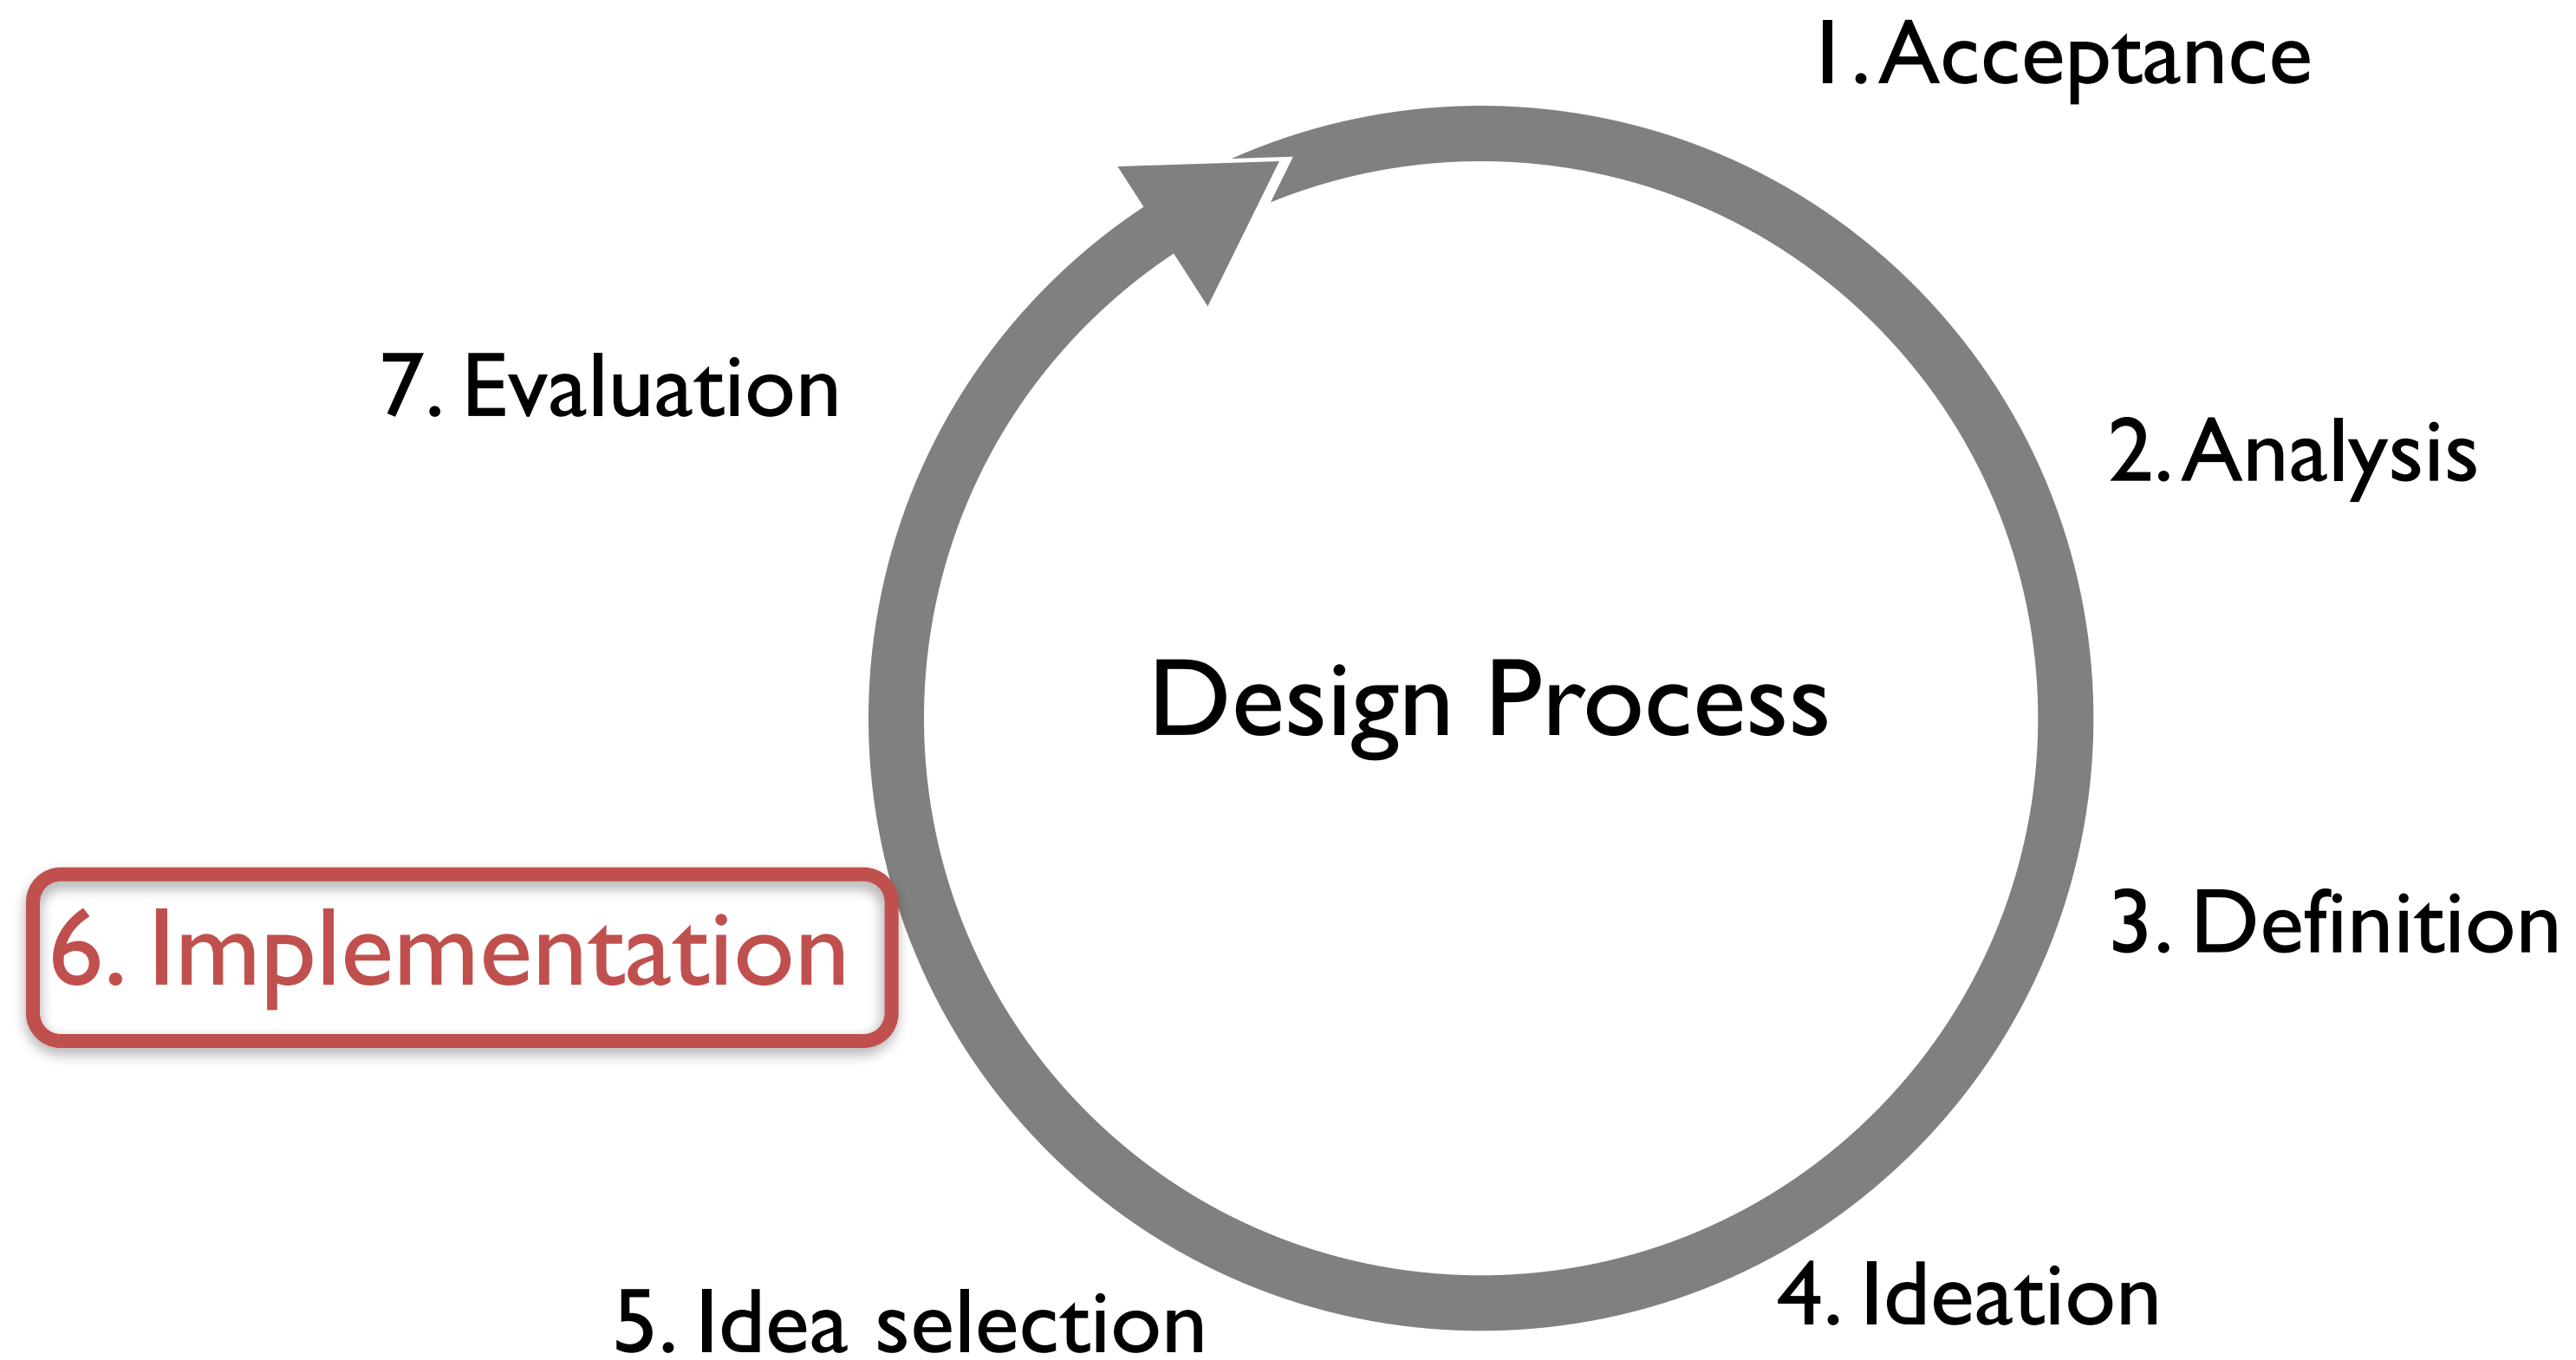 1. Acceptance
2. Analysis
3. Definition
4. Ideation
5. Idea selection
6. Implementation
7. Evaluation
Design Process